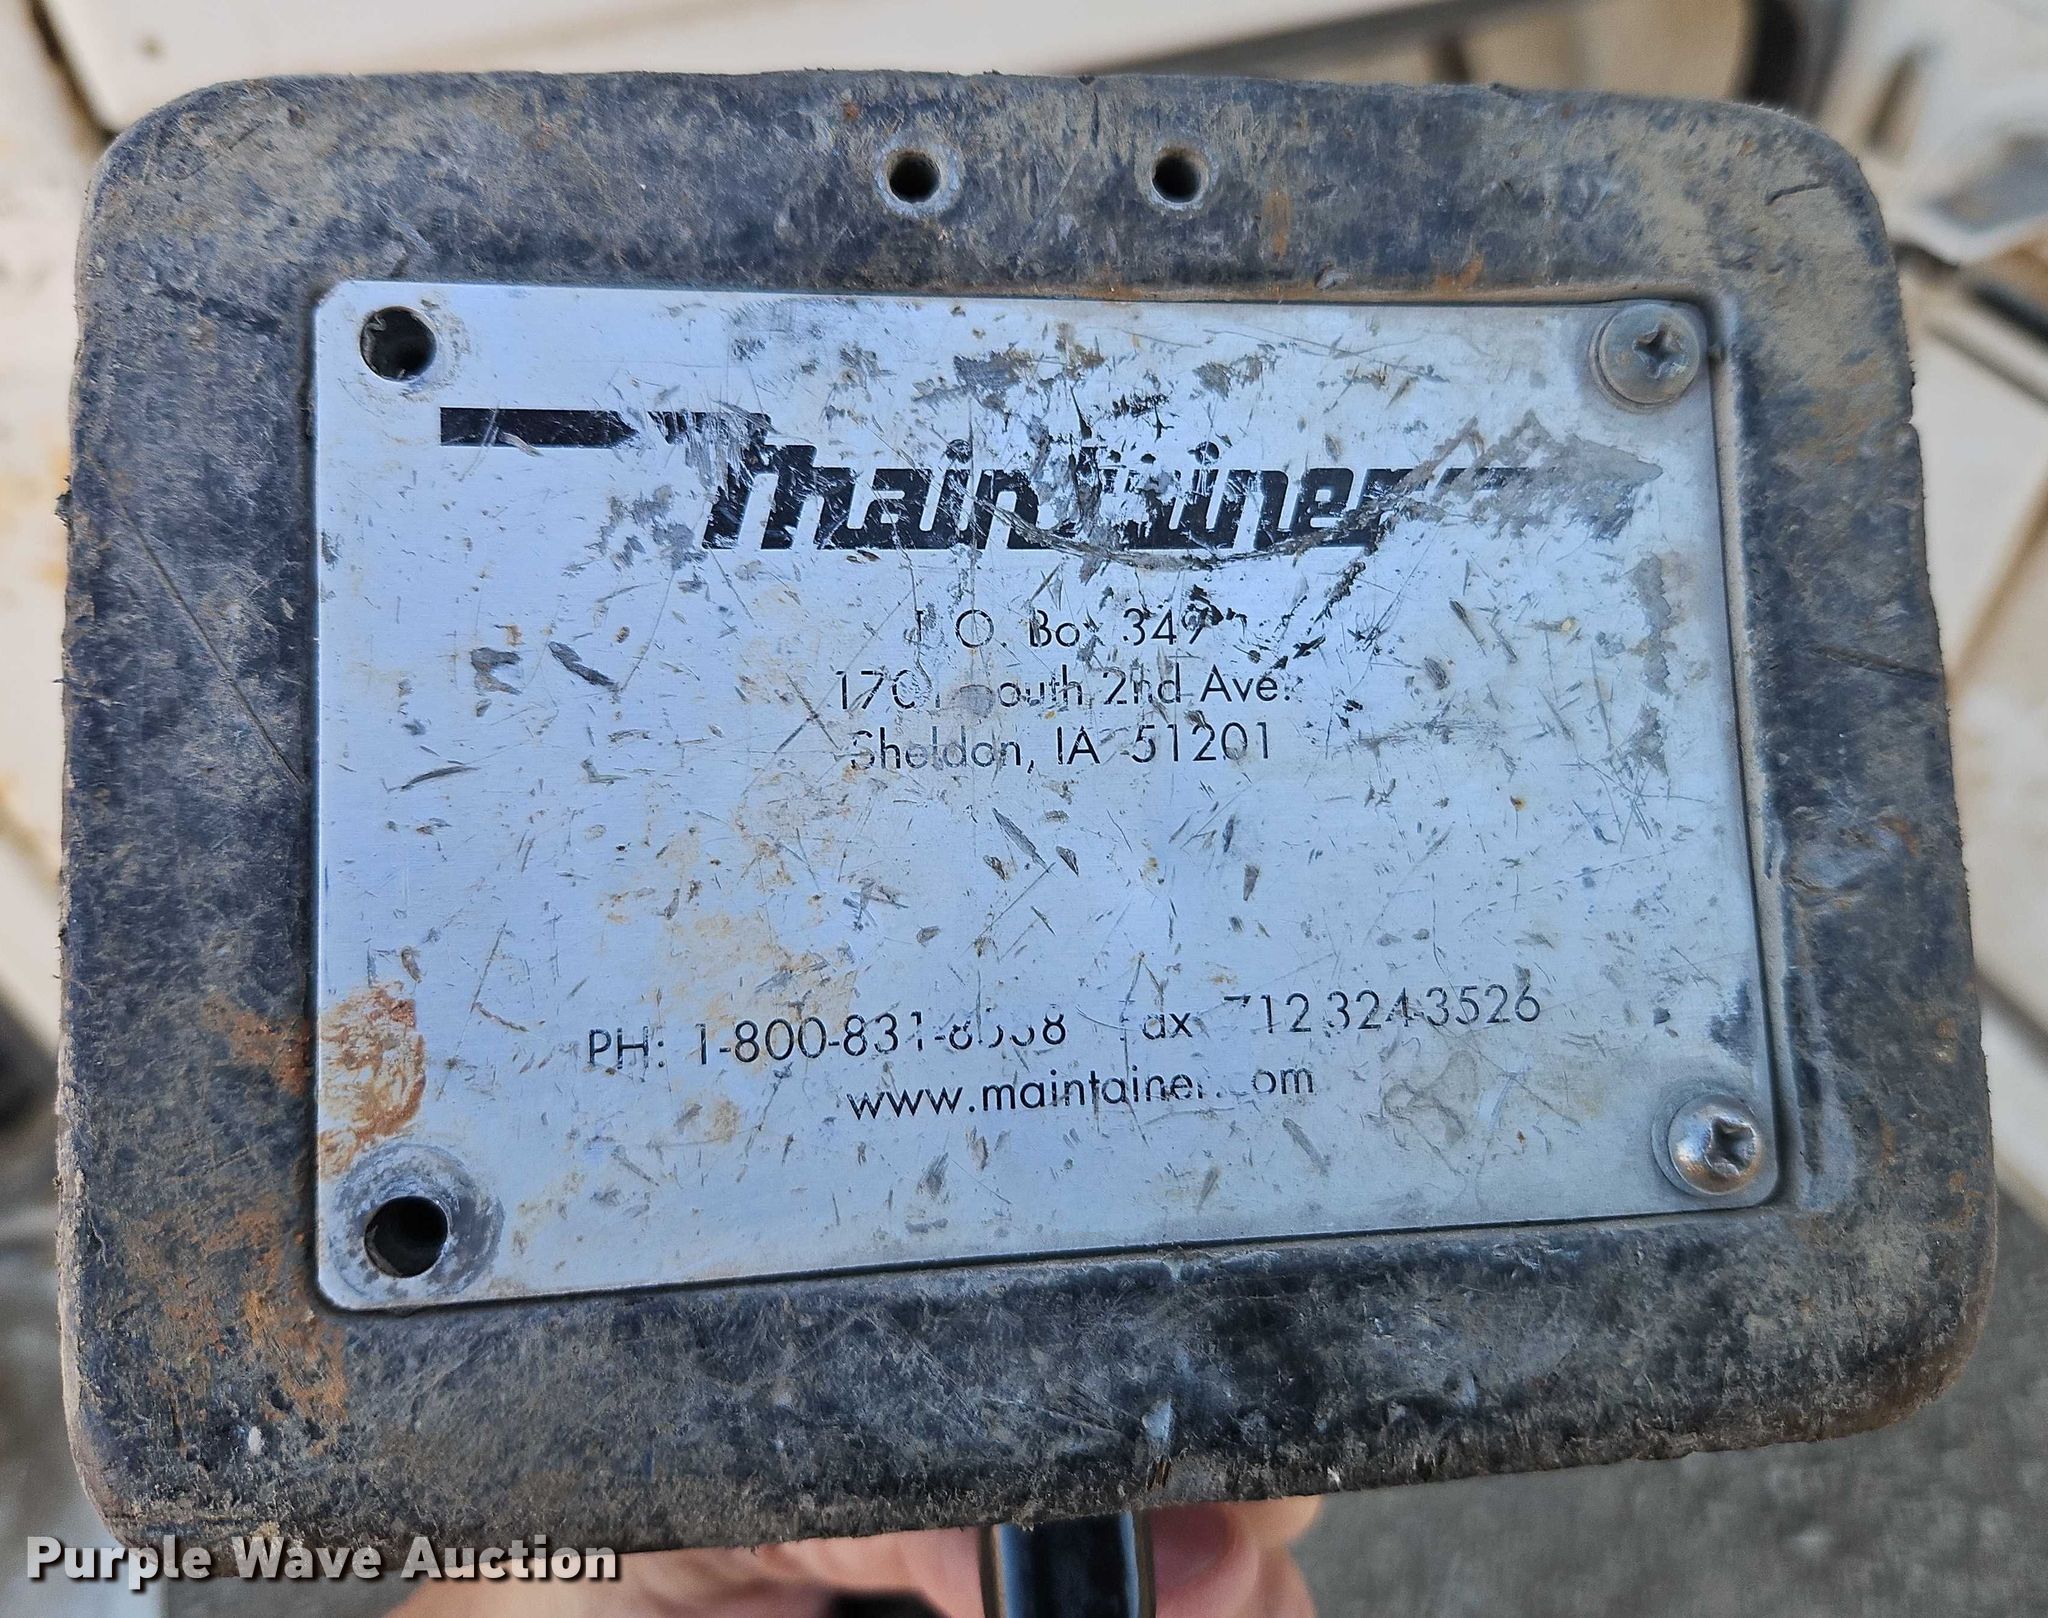 Maintainer
P.O. Box 349
1701 South 2nd Ave.
Sheldon, IA 51201
PH: 1-800-831-8588 Fax 712 324-3526
www.maintainer.com
Purple Wave Auction